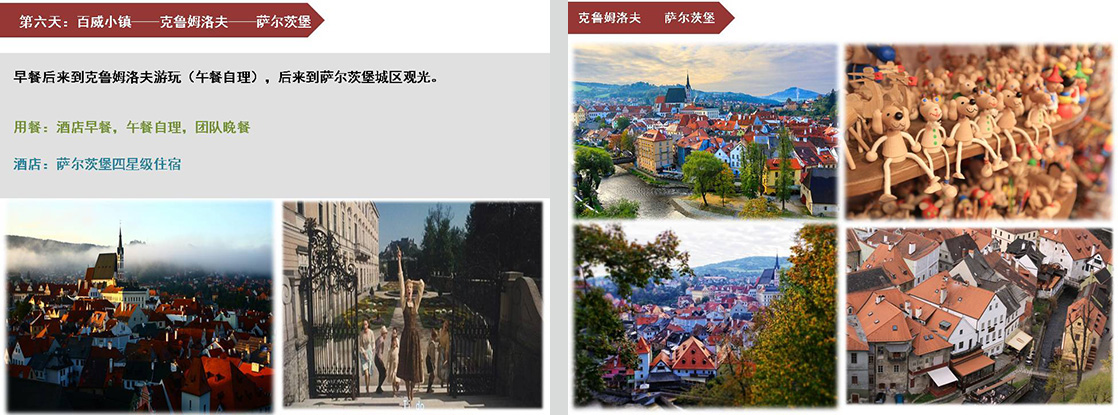 第六天：百威小镇——克鲁姆洛夫——萨尔茨堡
早餐后来到克鲁姆洛夫游玩（午餐自理），后来到萨尔茨堡城区观光。
用餐：酒店早餐，午餐自理，团队晚餐
酒店：萨尔茨堡四星级住宿
克鲁姆洛夫 萨尔茨堡